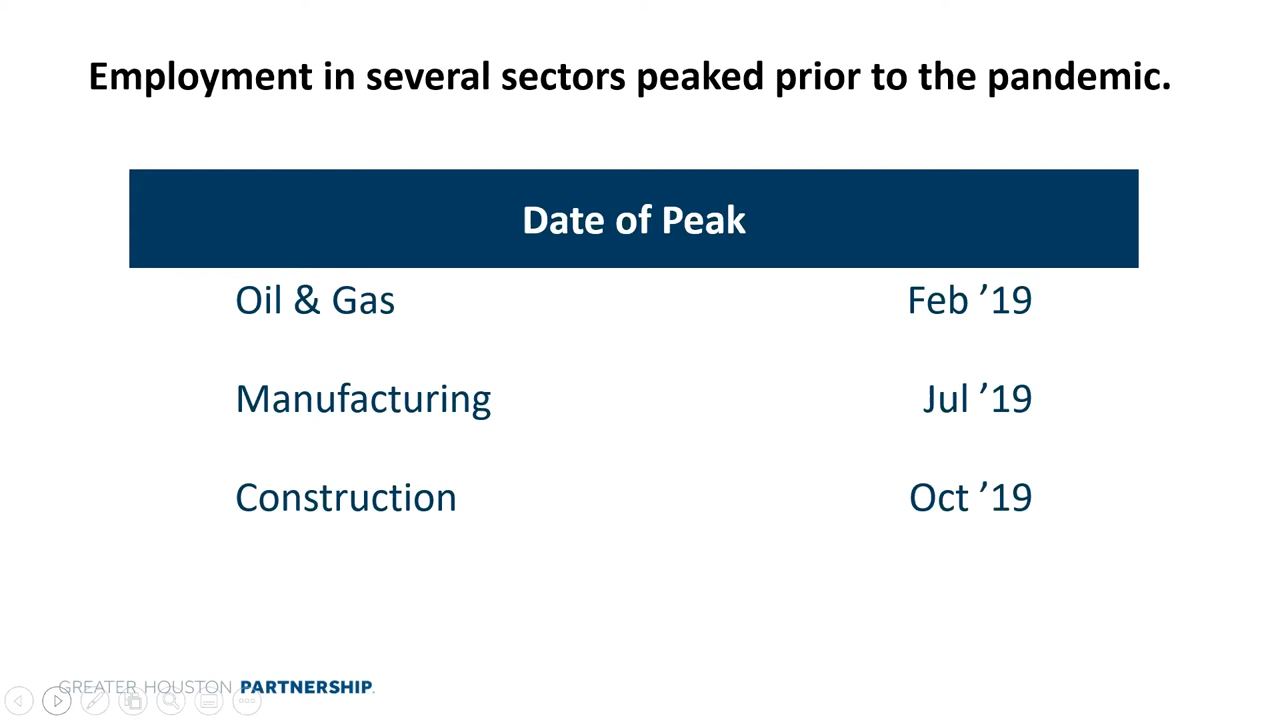 Employment in several sectors peaked prior to the pandemic.
Date of Peak
Oil & Gas Feb ’19
Manufacturing Jul ’19
Construction Oct ’19
GREATER HOUSTON PARTNERSHIP.